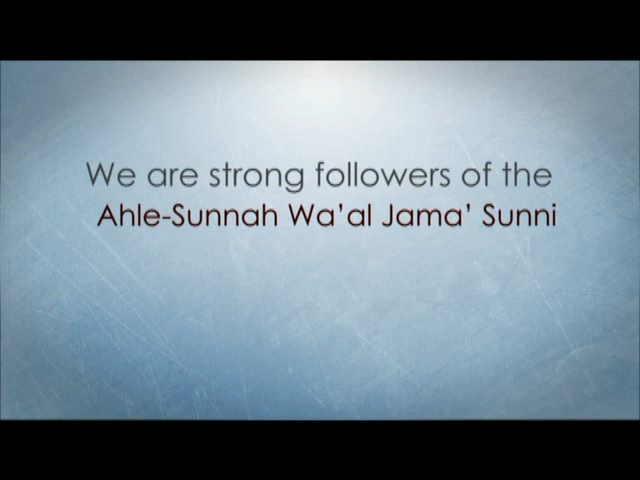 We are strong followers of the
Ahle-Sunnah Wa’al Jama’ Sunni